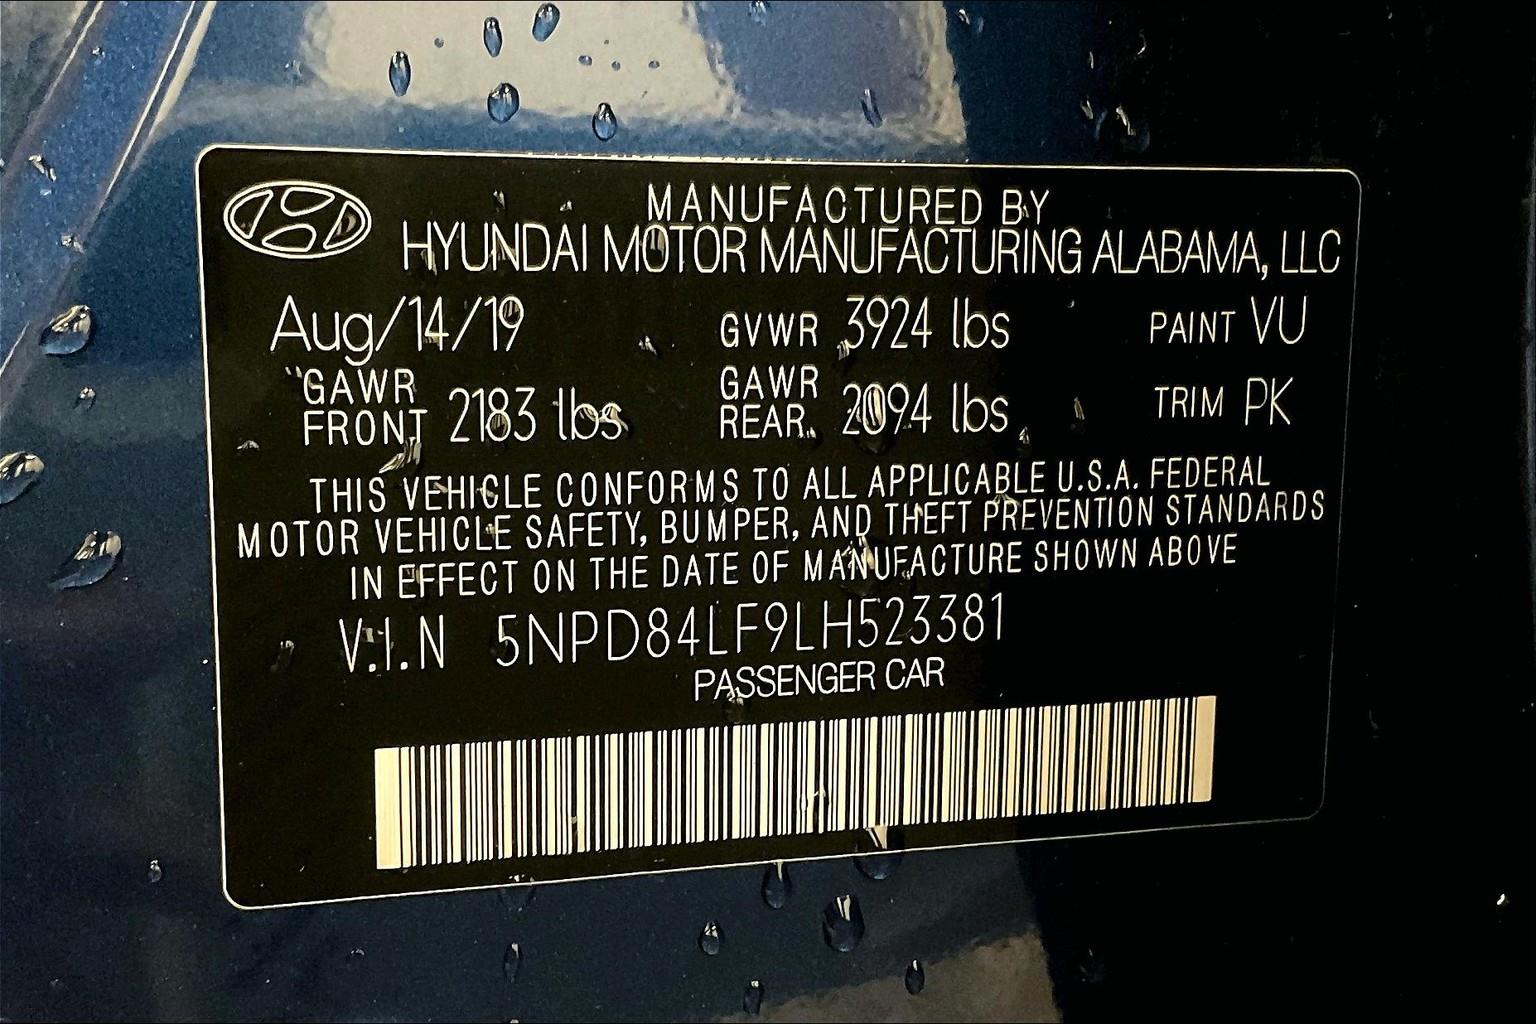 MANUFACTURED BY
HYUNDAI MOTOR MANUFACTURING ALABAMA, LLC
Aug/14/19 GVWR 3924 lbs PAINT VU
"GAWR FRONT 2183 lbs GAWR REAR 2094 lbs TRIM PK
THIS VEHICLE CONFORMS TO ALL APPLICABLE U.S.A. FEDERAL
MOTOR VEHICLE SAFETY, BUMPER, AND THEFT PREVENTION STANDARDS
IN EFFECT ON THE DATE OF MANUFACTURE SHOWN ABOVE
V.I.N 5NPD84LF9LH523381
PASSENGER CAR